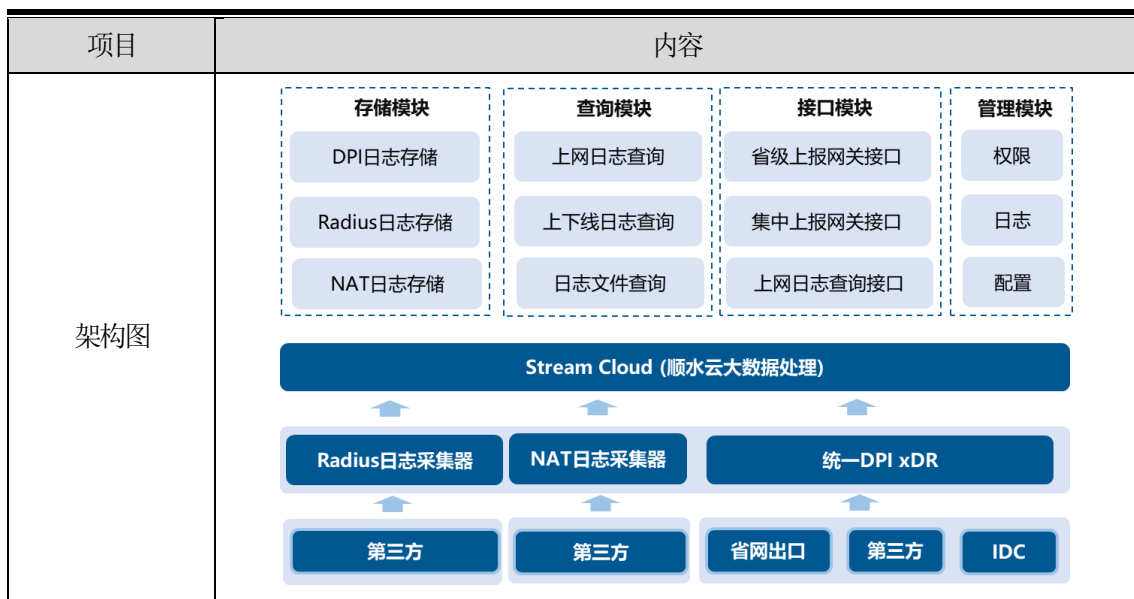 项目 内容
架构图
存储模块 查询模块 接口模块 管理模块
DPI日志存储 上网日志查询 省级上报网关接口 权限
Radius日志存储 上下线日志查询 集中上报网关接口 日志
NAT日志存储 日志文件查询 上网日志查询接口 配置
Stream Cloud (顺水云大数据处理)
Radius日志采集器 NAT日志采集器 统一DPI xDR
第三方 第三方 省网出口 第三方 IDC